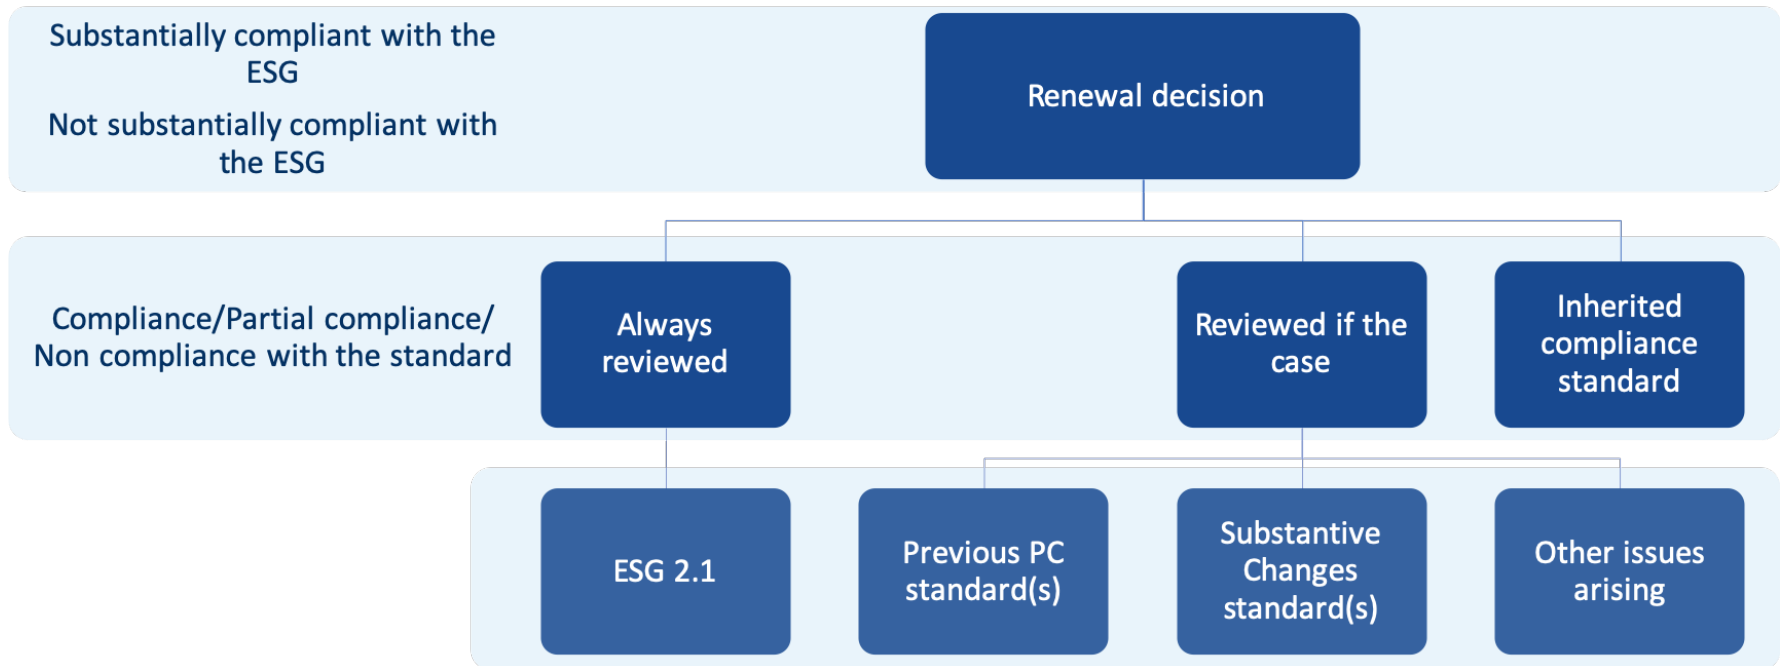 Substantially compliant with the
ESG
Not substantially compliant with
the ESG
Renewal decision
Compliance/Partial compliance/
Non compliance with the standard
Always
reviewed
Reviewed if the
case
Inherited
compliance
standard
ESG 2.1
Previous PC
standard(s)
Substantive
Changes
standard(s)
Other issues
arising